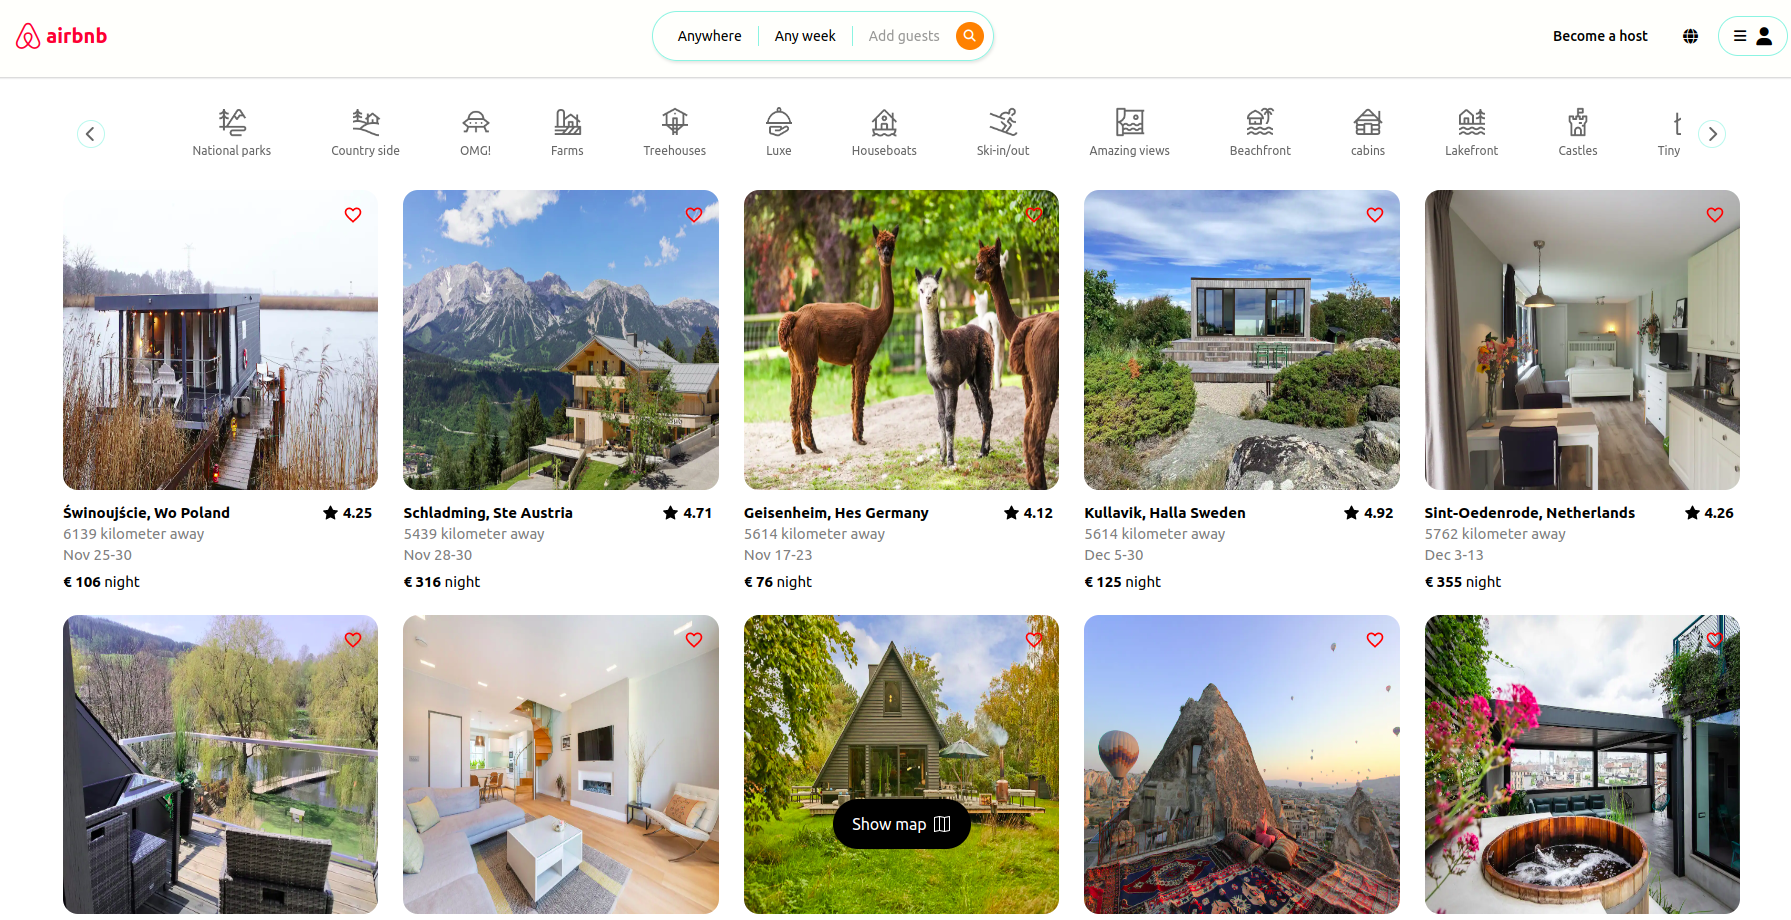 airbnb
Anywhere Any week Add guests
Become a host
National parks Country side OMG! Farms Treehouses Luxe Houseboats Ski-in/out Amazing views Beachfront cabins Lakefront Castles Tiny
Świnoujście, Wo Poland 4.25
6139 kilometer away
Nov 25-30
€ 106 night
Schladming, Ste Austria 4.71
5439 kilometer away
Nov 28-30
€ 316 night
Geisenheim, Hes Germany 4.12
5614 kilometer away
Nov 17-23
€ 76 night
Kullavik, Halla Sweden 4.92
5614 kilometer away
Dec 5-30
€ 125 night
Sint-Oedenrode, Netherlands 4.26
5762 kilometer away
Dec 3-13
€ 355 night
Show map